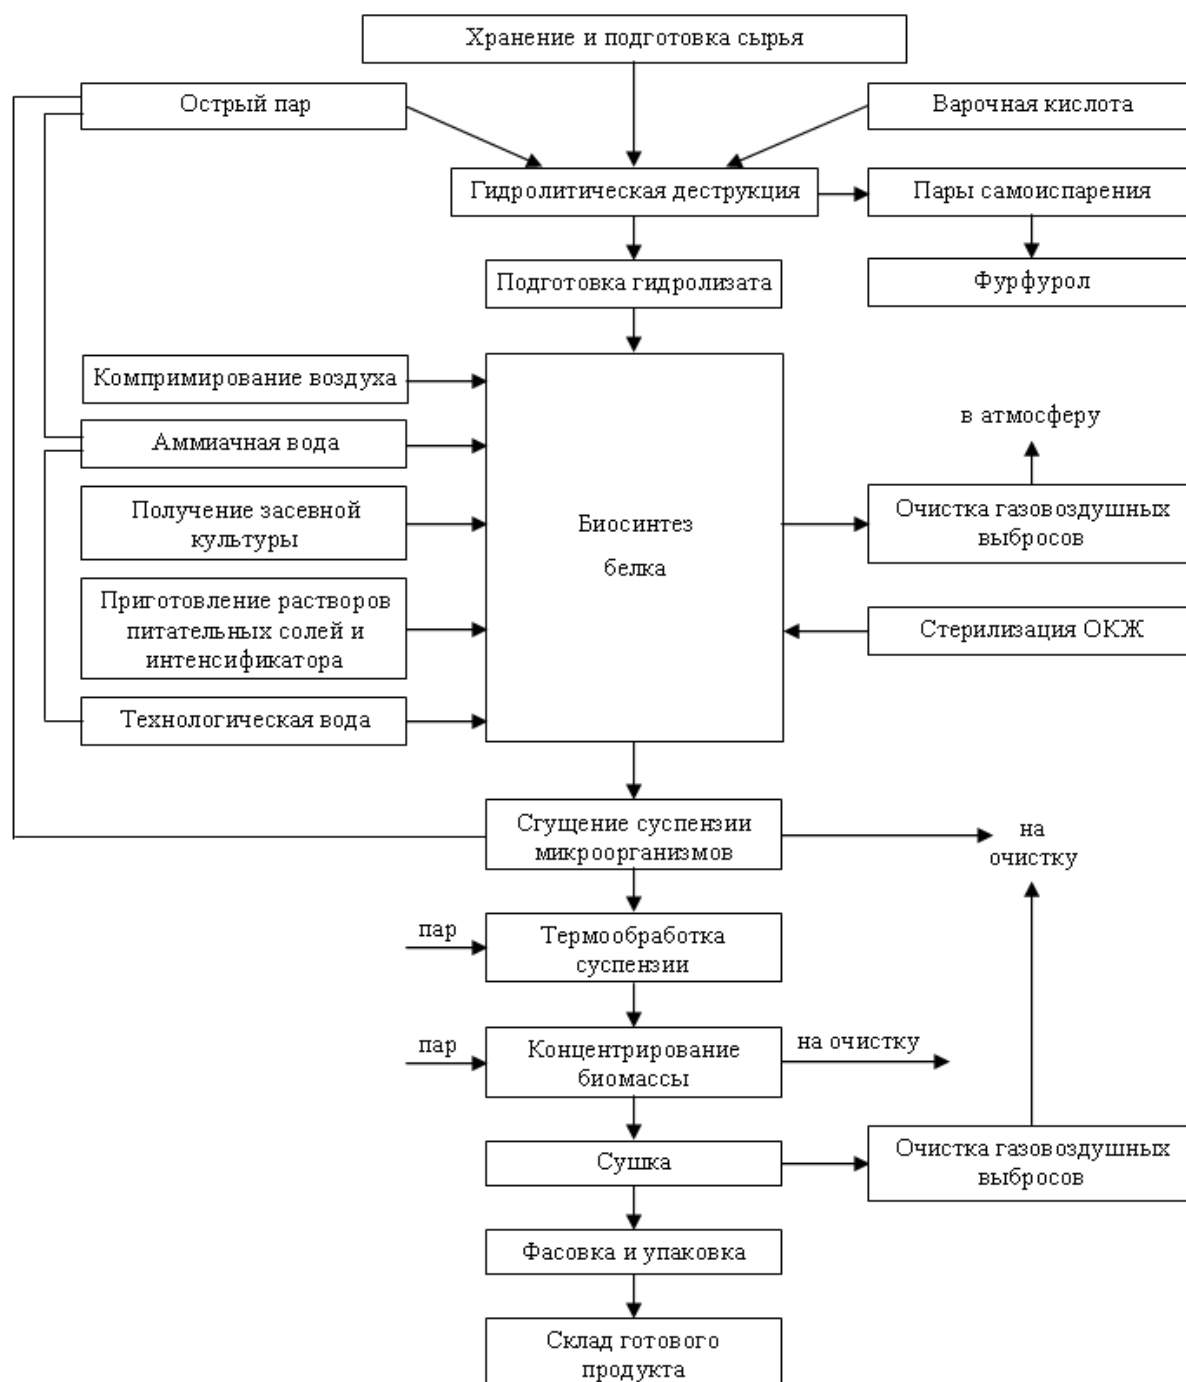 Хранение и подготовка сырья
Острый пар
Варочная кислота
Гидролитическая деструкция
Пары самоиспарения
Подготовка гидролизата
Фурфурол
Компримирование воздуха
Аммиачная вода
Получение засевной
культуры
Приготовление растворов
питательных солей и
интенсификатора
Технологическая вода
Биосинтез
белка
в атмосферу
Очистка газовоздушных
выбросов
Стерилизация ОКЖ
Сгущение суспензии
микроорганизмов
на
очистку
пар
Термообработка
суспензии
пар
Концентрирование
биомассы
на очистку
Сушка
Очистка газовоздушных
выбросов
Фасовка и упаковка
Склад готового
продукта